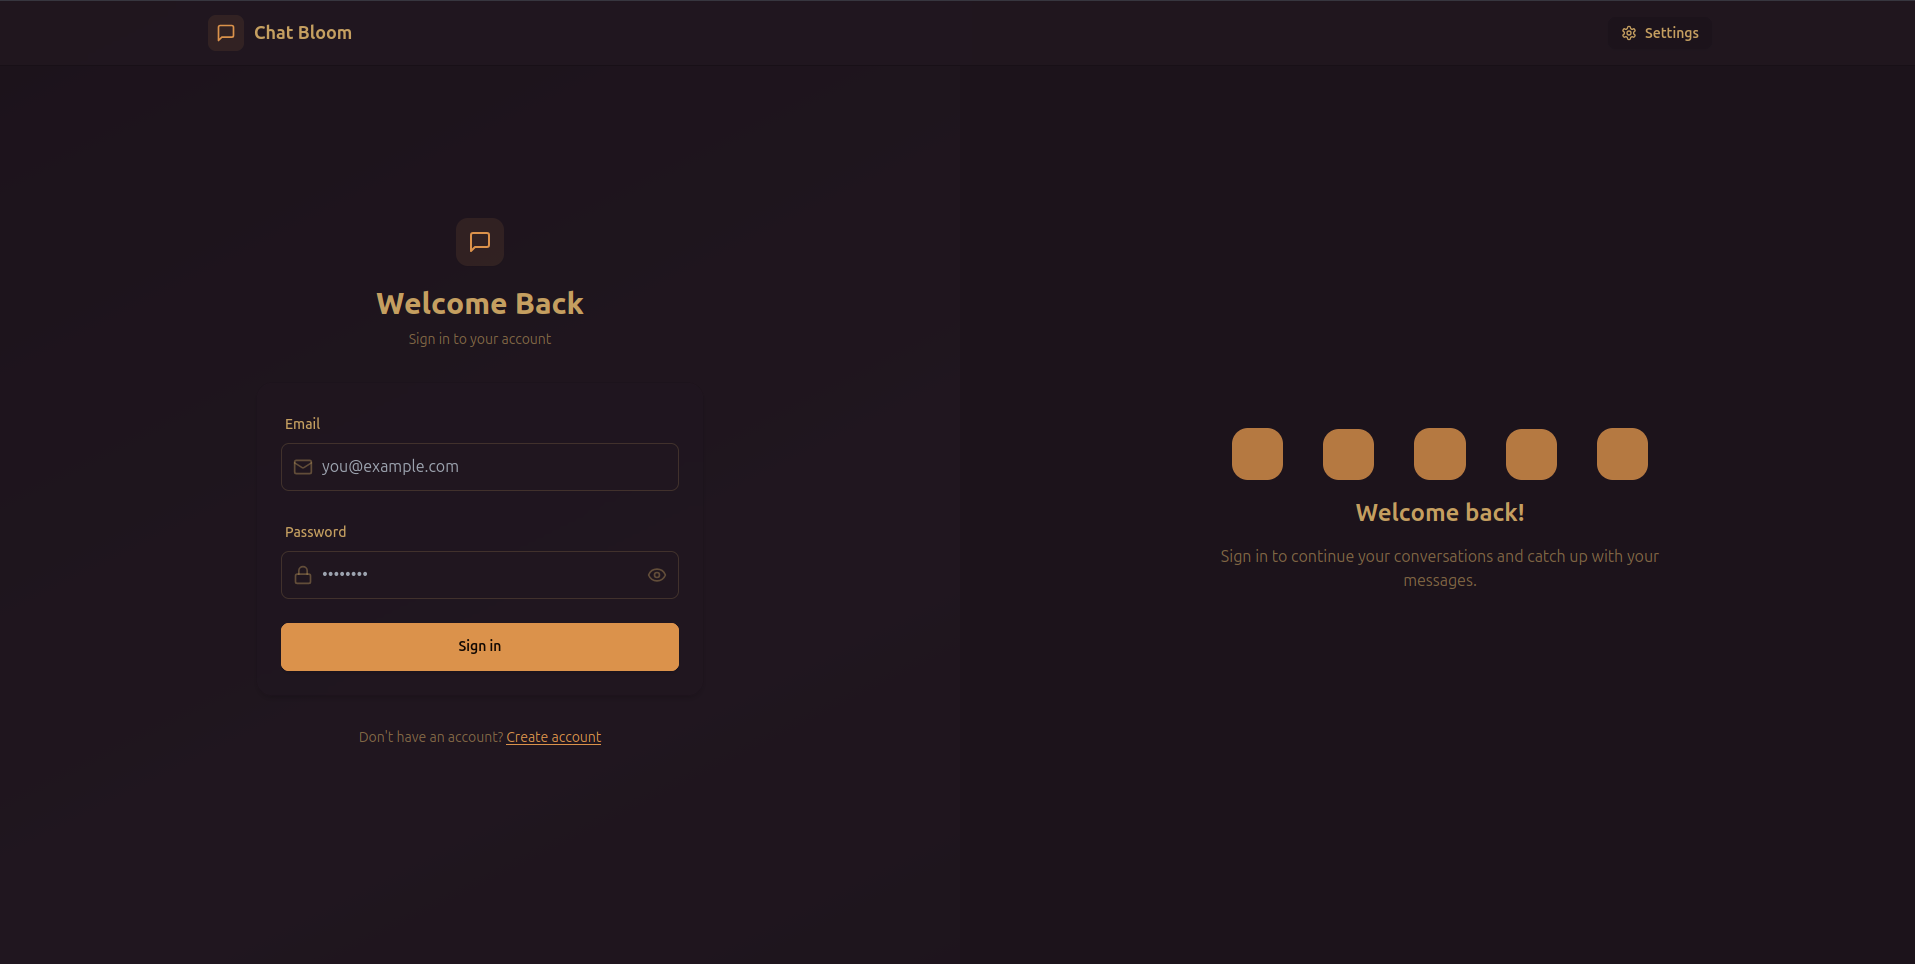 Chat Bloom
Settings
Welcome Back
Sign in to your account
Email
you@example.com
Password
••••••••
Sign in
Don't have an account? Create account
Welcome back!
Sign in to continue your conversations and catch up with your
messages.